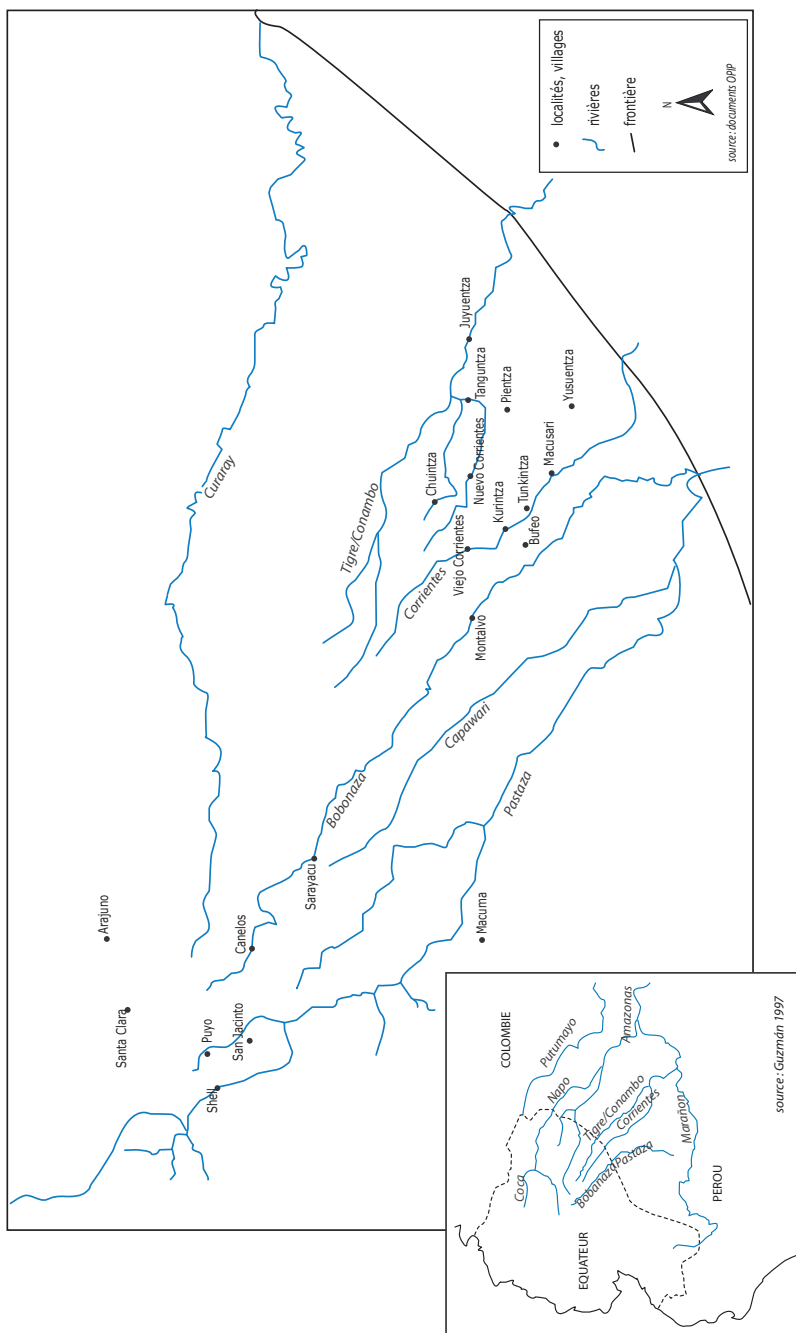 Curaray
Arajuno
Santa Clara
Canelos
Puyo
San Jacinto
Shell
Sarayacu
Bobonaza
Capawari
Pastaza
Macuma
Montalvo
Tigre/Conambo
Corrientes
Chuintza
Viejo Corrientes
Nuevo Corrientes
Kurintza
Tunkintza
Bufeo
Macusari
Juyuentza
Tanguntza
Pientza
Yusuentza
localités, villages
rivières
frontière
N
source : documents OPIP
COLOMBIE
Putumayo
Napo
Amazonas
Coca
Tigre/Conambo
Corrientes
Bobanaza
Pastaza
Marañon
EQUATEUR
PEROU
source : Guzmán 1997